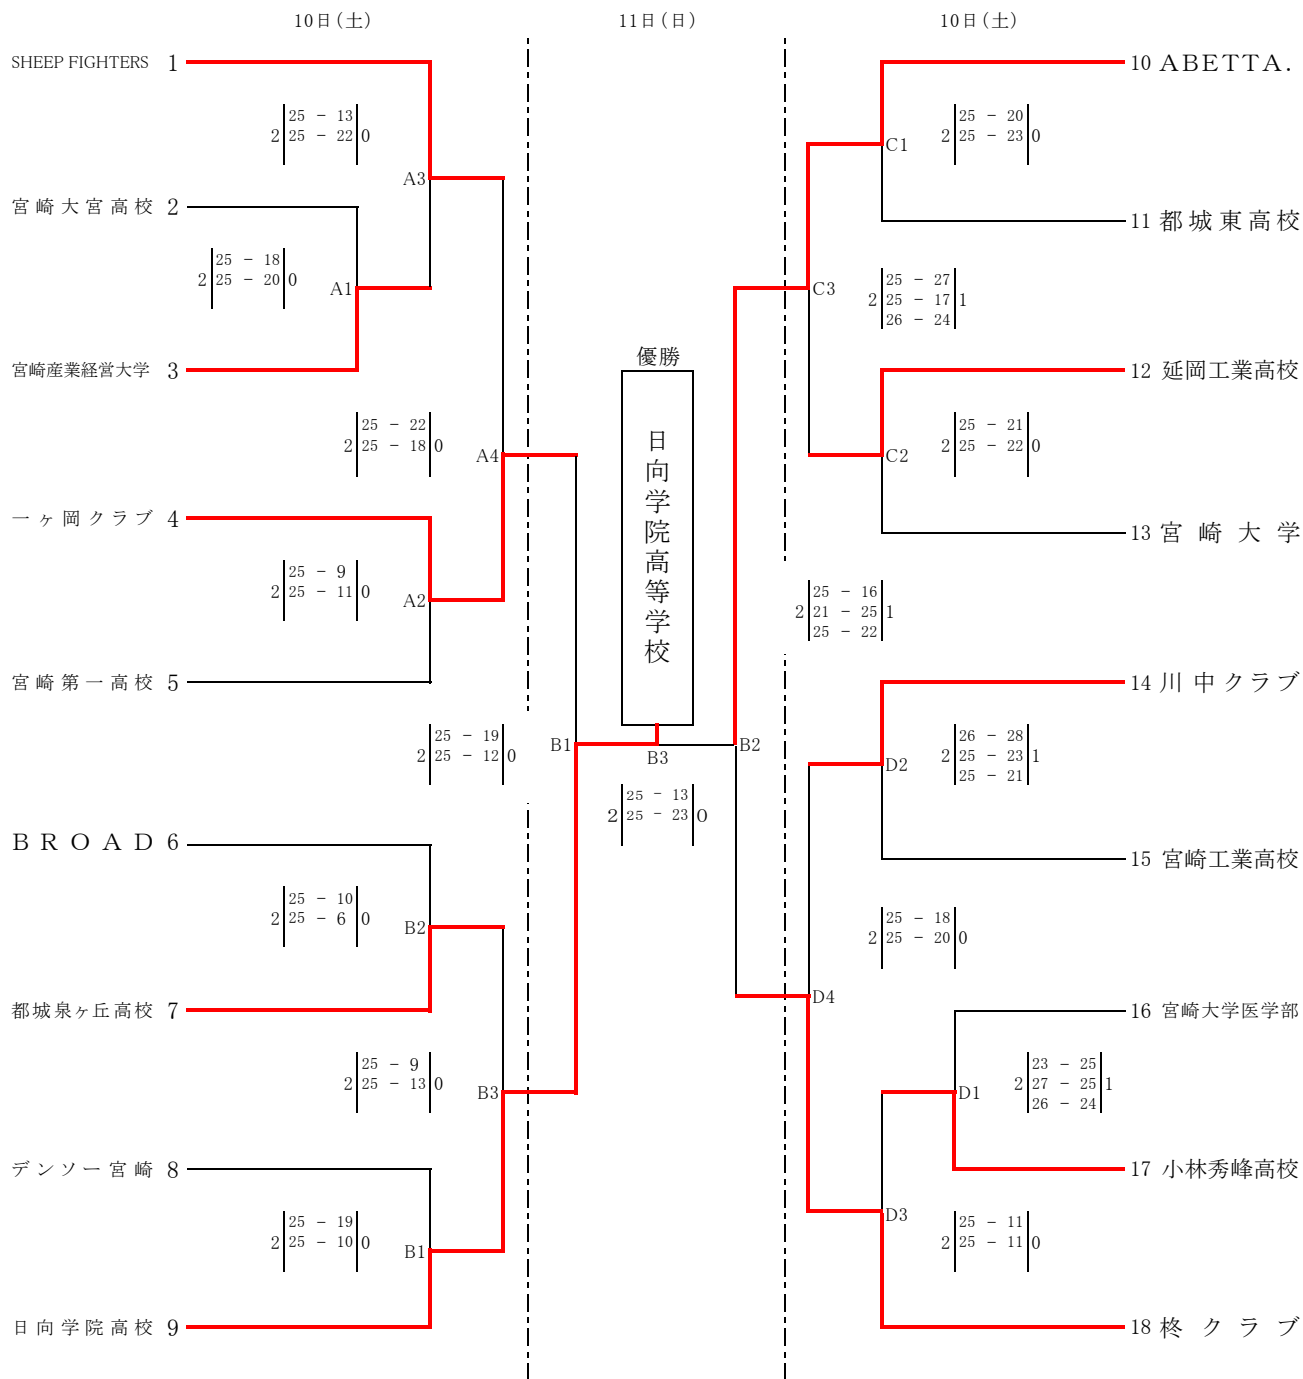 10日(土)
11日(日)
10日(土)
SHEEP FIGHTERS 1
25 － 13
2 25 － 22 0
A3
宮崎大宮高校 2
25 － 18
2 25 － 20 0
A1
宮崎産業経営大学 3
25 － 22
2 25 － 18 0
A4
一ヶ岡クラブ 4
25 － 9
2 25 － 11 0
A2
宮崎第一高校 5
25 － 19
2 25 － 12 0
B1
BROAD 6
25 － 10
2 25 － 6 0
B2
都城泉ヶ丘高校 7
25 － 9
2 25 － 13 0
B3
デンソー宮崎 8
25 － 19
2 25 － 10 0
B1
日向学院高校 9
優勝
日向学院高等学校
B3
25 － 13
2 25 － 23 0
B2
10 ABETTA.
25 － 20
2 25 － 23 0
C1
11 都城東高校
25 － 27
2 25 － 17 1
26 － 24
C3
12 延岡工業高校
25 － 21
2 25 － 22 0
C2
13 宮崎大学
25 － 16
2 21 － 25 1
25 － 22
14 川中クラブ
26 － 28
2 25 － 23 1
25 － 21
D2
15 宮崎工業高校
25 － 18
2 25 － 20 0
D4
16 宮崎大学医学部
23 － 25
2 27 － 25 1
26 － 24
D1
17 小林秀峰高校
25 － 11
2 25 － 11 0
D3
18 柊クラブ